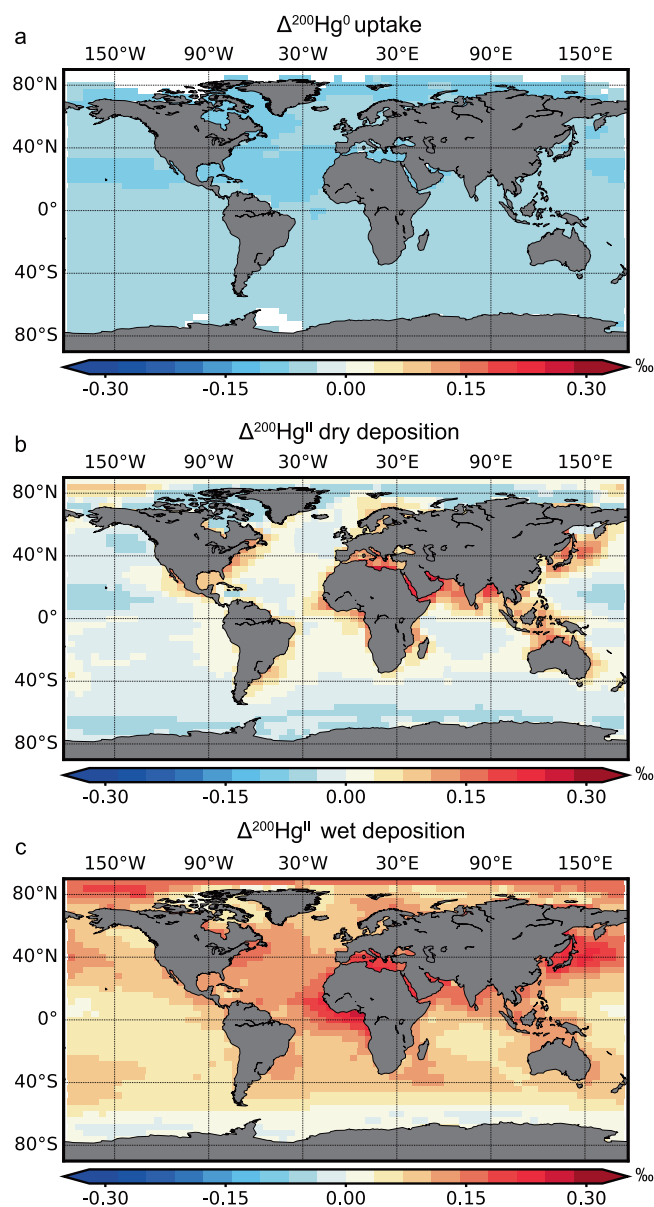 a
Δ²⁰⁰Hg⁰ uptake
150°W 90°W 30°W 30°E 90°E 150°E
80°N
40°N
0°
40°S
80°S
‰
-0.30 -0.15 0.00 0.15 0.30
b
Δ²⁰⁰Hgᴵᴵ dry deposition
150°W 90°W 30°W 30°E 90°E 150°E
80°N
40°N
0°
40°S
80°S
‰
-0.30 -0.15 0.00 0.15 0.30
c
Δ²⁰⁰Hgᴵᴵ wet deposition
150°W 90°W 30°W 30°E 90°E 150°E
80°N
40°N
0°
40°S
80°S
‰
-0.30 -0.15 0.00 0.15 0.30